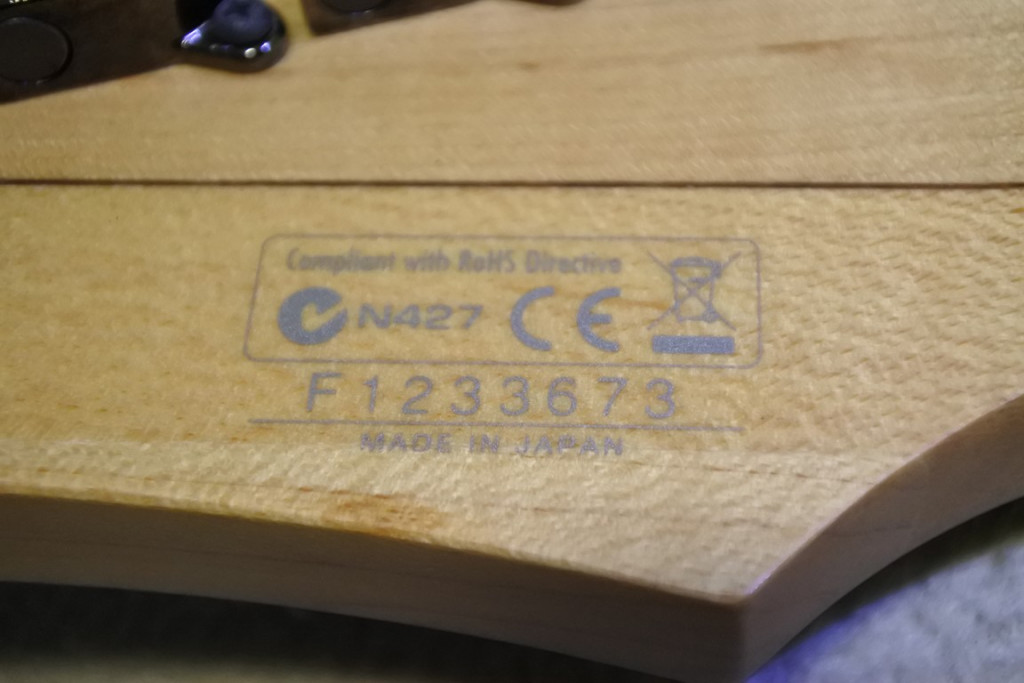 Compliant with RoHS Directive
N427 CE
F1233673
MADE IN JAPAN